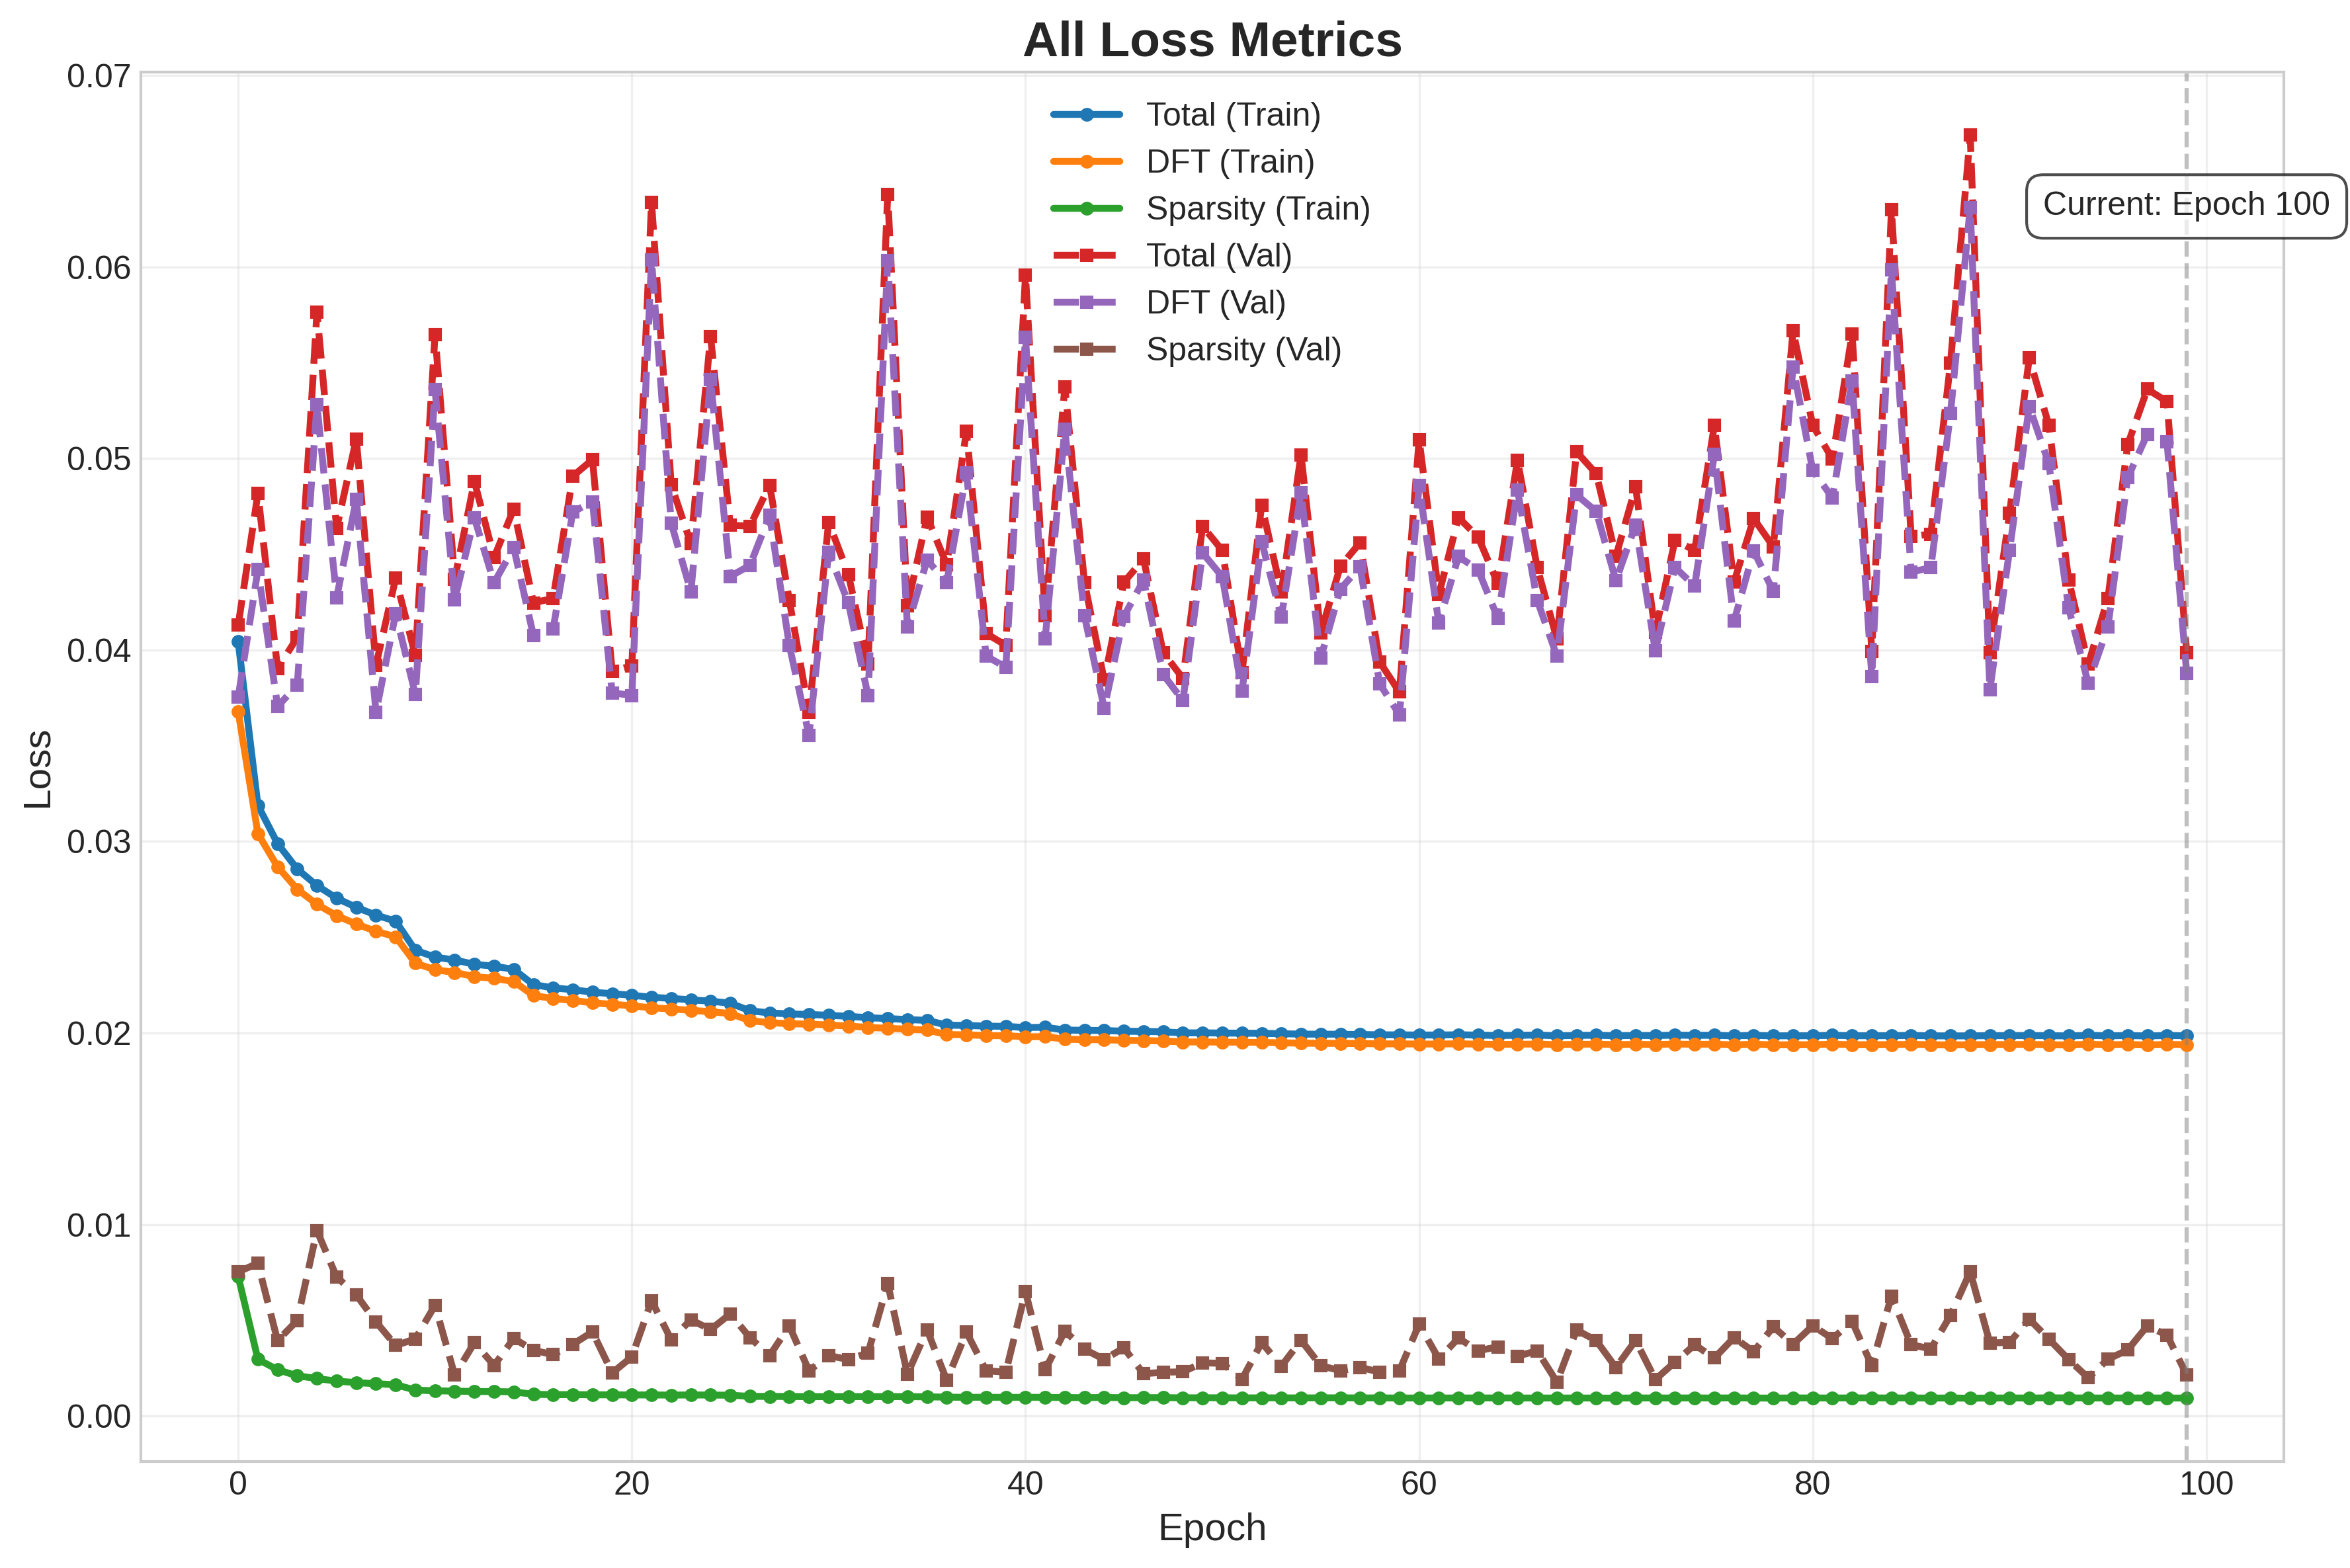 All Loss Metrics
0.07
0.06
0.05
0.04
0.03
0.02
0.01
0.00
Loss
Total (Train)
DFT (Train)
Sparsity (Train)
Total (Val)
DFT (Val)
Sparsity (Val)
Current: Epoch 100
0 20 40 60 80 100
Epoch